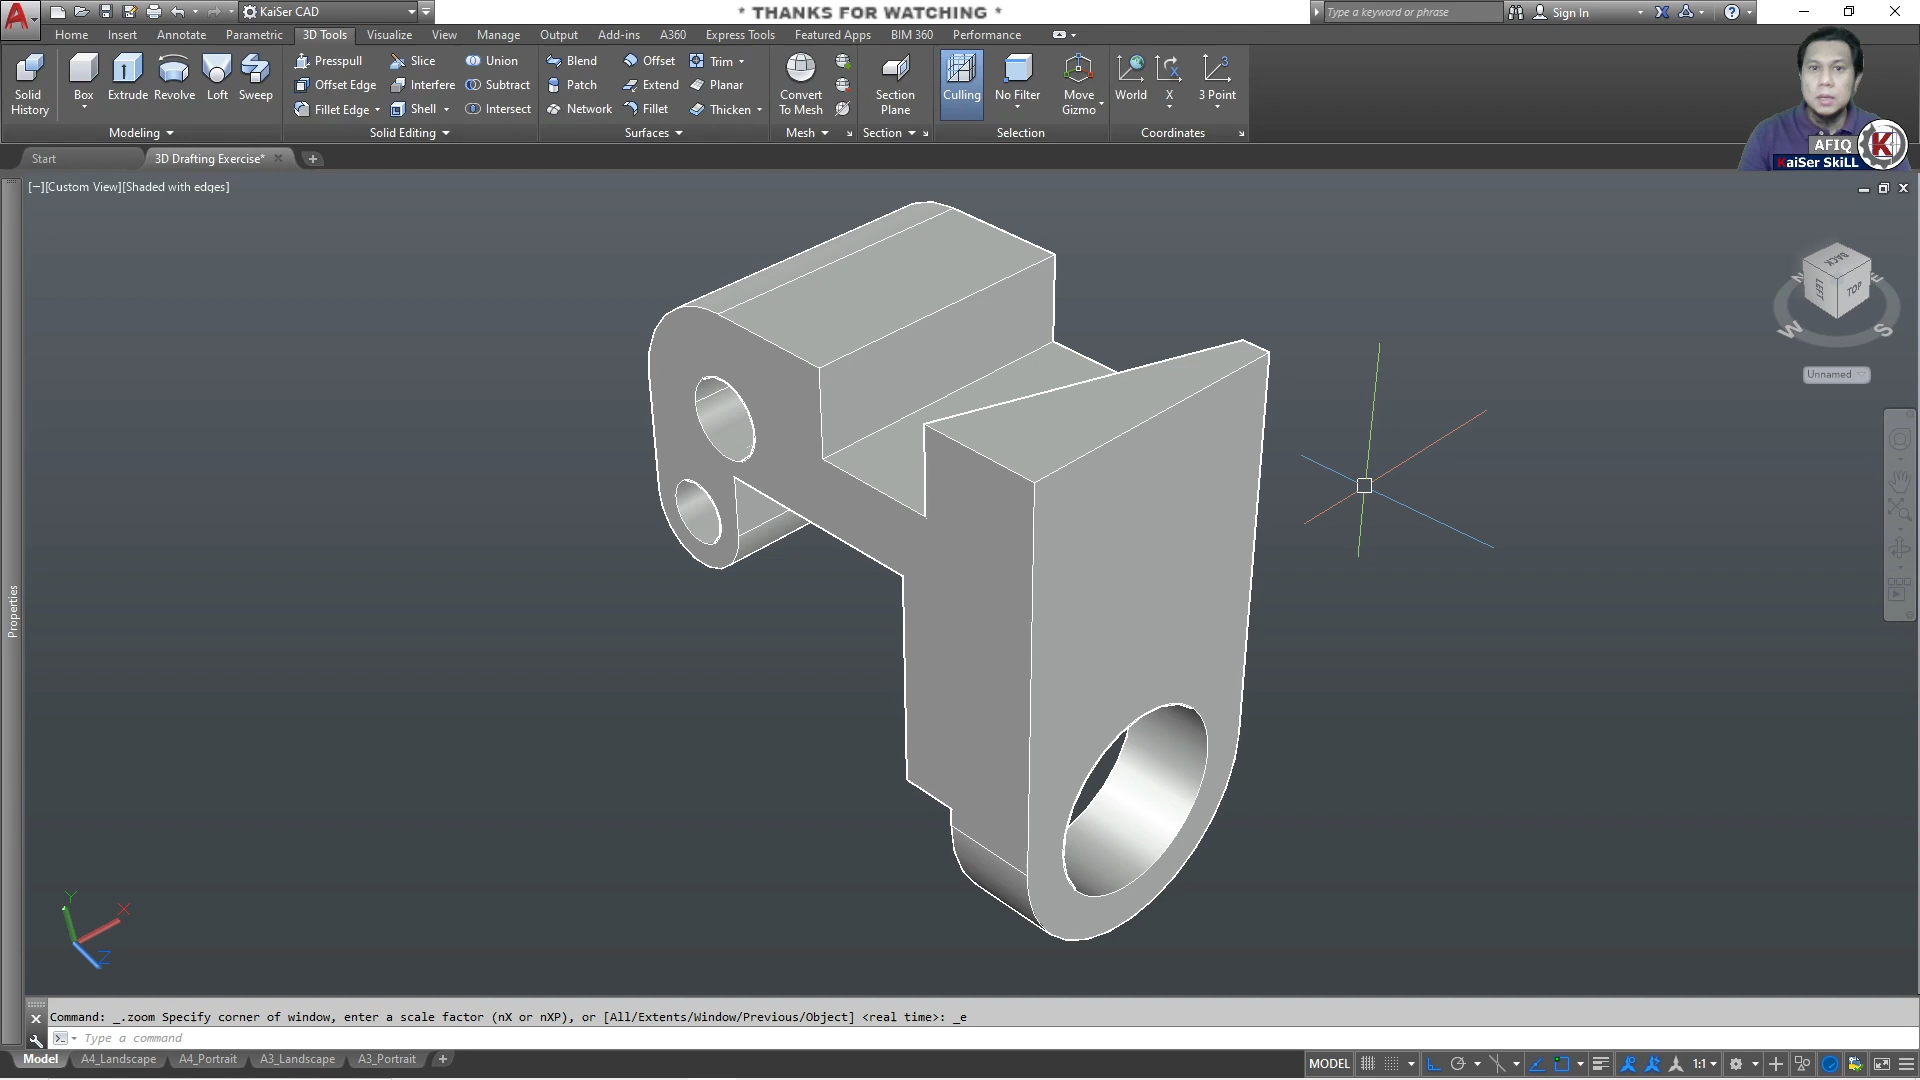 KaiSer CAD
* THANKS FOR WATCHING *
Type a keyword or phrase
Sign In
Home Insert Annotate Parametric 3D Tools Visualize View Manage Output Add-ins A360 Express Tools Featured Apps BIM 360 Performance
Solid History
Box
Extrude
Revolve
Loft
Sweep
Modeling
Presspull
Offset Edge
Fillet Edge
Slice
Interfere
Shell
Union
Subtract
Intersect
Solid Editing
Blend
Patch
Network
Offset
Extend
Fillet
Trim
Planar
Thicken
Surfaces
Convert To Mesh
Mesh
Section Plane
Section
Culling
No Filter
Move Gizmo
Selection
World
X
3 Point
Coordinates
AFIQ
KaiSer SkiLL
K
Start
3D Drafting Exercise*
[−][Custom View][Shaded with edges]
BACK
LEFT
TOP
N
E
W
S
Unnamed
Properties
Y
X
Z
Command: _.zoom Specify corner of window, enter a scale factor (nX or nXP), or [All/Extents/Window/Previous/Object] <real time>: _e
Type a command
Model A4_Landscape A4_Portrait A3_Landscape A3_Portrait
MODEL
1:1